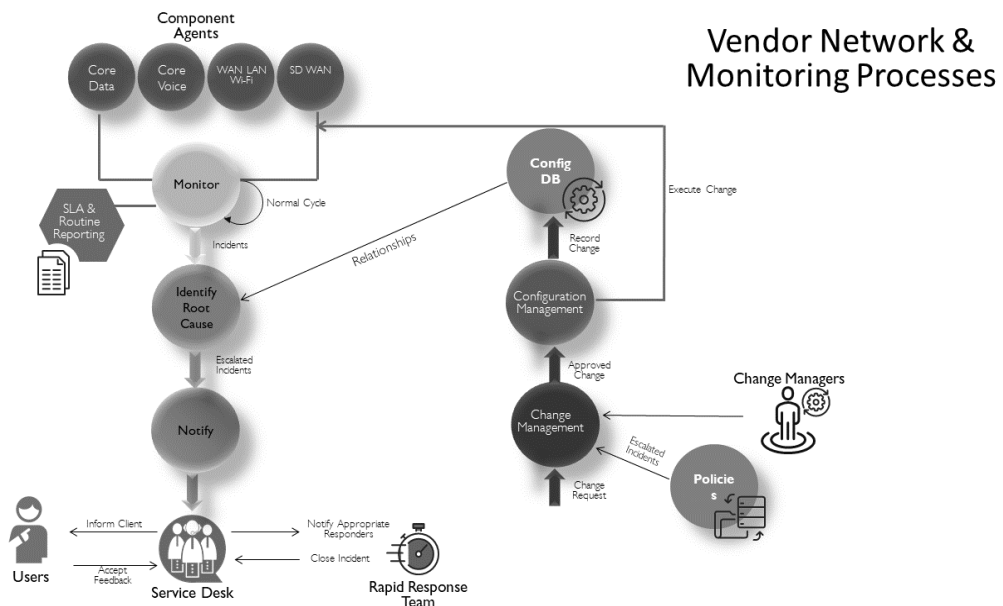 Vendor Network &
Monitoring Processes
Component
Agents
Core
Data
Core
Voice
WAN LAN
Wi-Fi
SD WAN
Monitor
Normal Cycle
SLA &
Routine
Reporting
Incidents
Identify
Root
Cause
Escalated
Incidents
Notify
Users
Inform Client
Accept
Feedback
Service Desk
Notify Appropriate
Responders
Close Incident
Rapid Response
Team
Relationships
Config
DB
Execute Change
Record
Change
Configuration
Management
Approved
Change
Change
Management
Change
Request
Change Managers
Escalated
Incidents
Policie
s